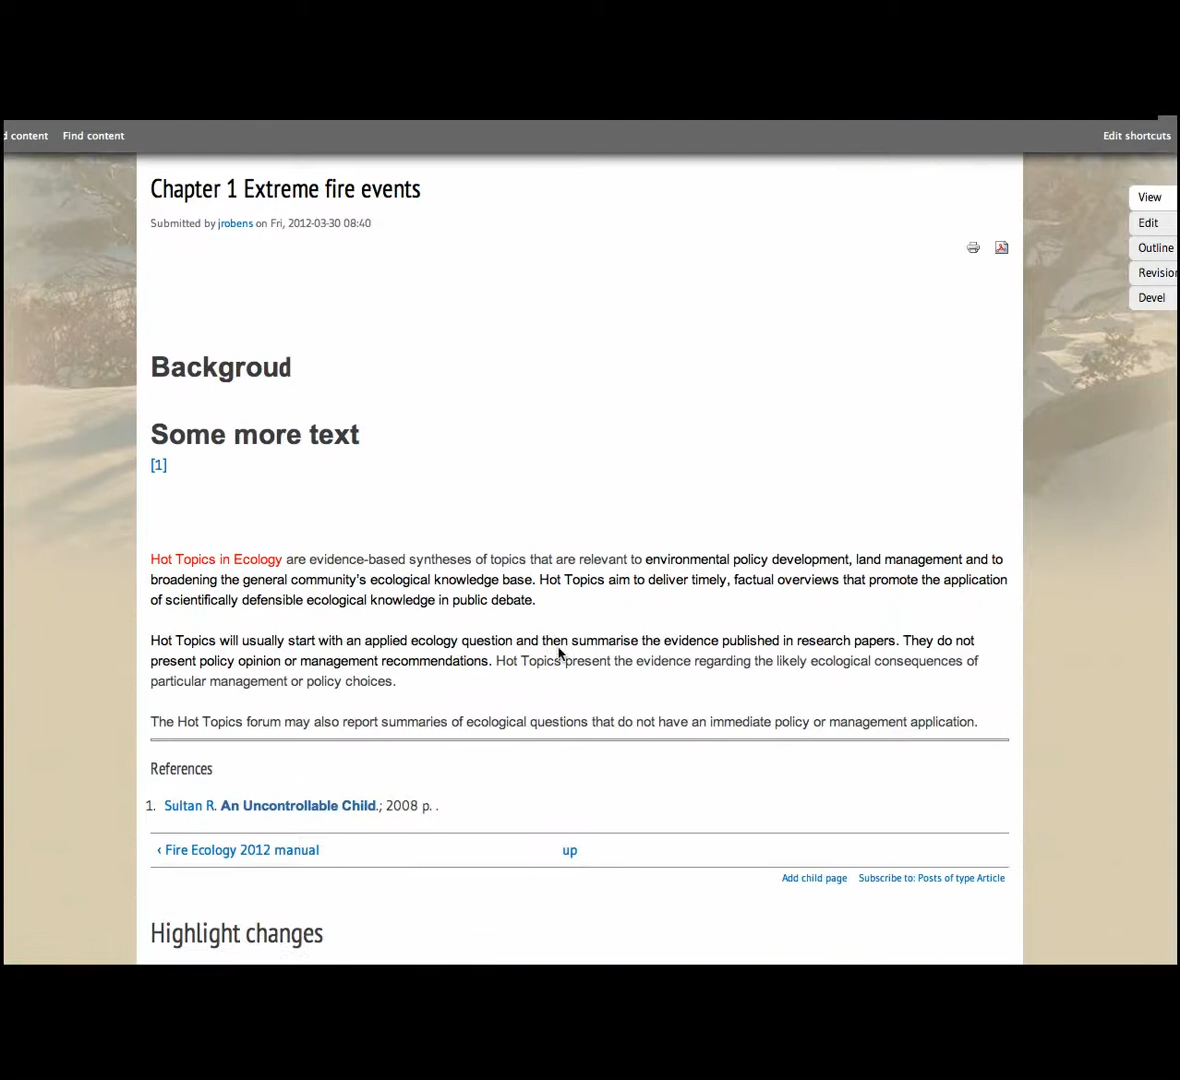 d content Find content Edit shortcuts
Chapter 1 Extreme fire events
Submitted by jrobens on Fri, 2012-03-30 08:40
View
Edit
Outline
Revision
Devel
Backgroud
Some more text
[1]
Hot Topics in Ecology are evidence-based syntheses of topics that are relevant to environmental policy development, land management and to
broadening the general community’s ecological knowledge base. Hot Topics aim to deliver timely, factual overviews that promote the application
of scientifically defensible ecological knowledge in public debate.
Hot Topics will usually start with an applied ecology question and then summarise the evidence published in research papers. They do not
present policy opinion or management recommendations. Hot Topics present the evidence regarding the likely ecological consequences of
particular management or policy choices.
The Hot Topics forum may also report summaries of ecological questions that do not have an immediate policy or management application.
References
1. Sultan R. An Uncontrollable Child.; 2008 p. .
‹ Fire Ecology 2012 manual up
Add child page Subscribe to: Posts of type Article
Highlight changes